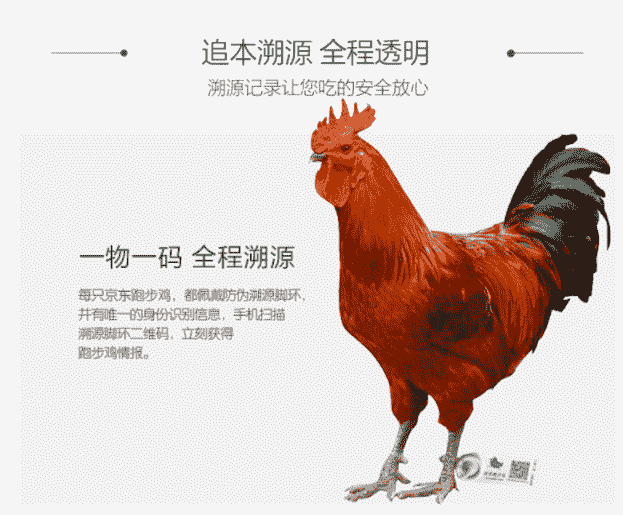 追本溯源 全程透明
溯源记录让您吃的安全放心
一物一码 全程溯源
每只京东跑步鸡，都佩戴防伪溯源脚环，
并有唯一的身份识别信息，手机扫描
溯源脚环二维码，立刻获得
跑步鸡情报。